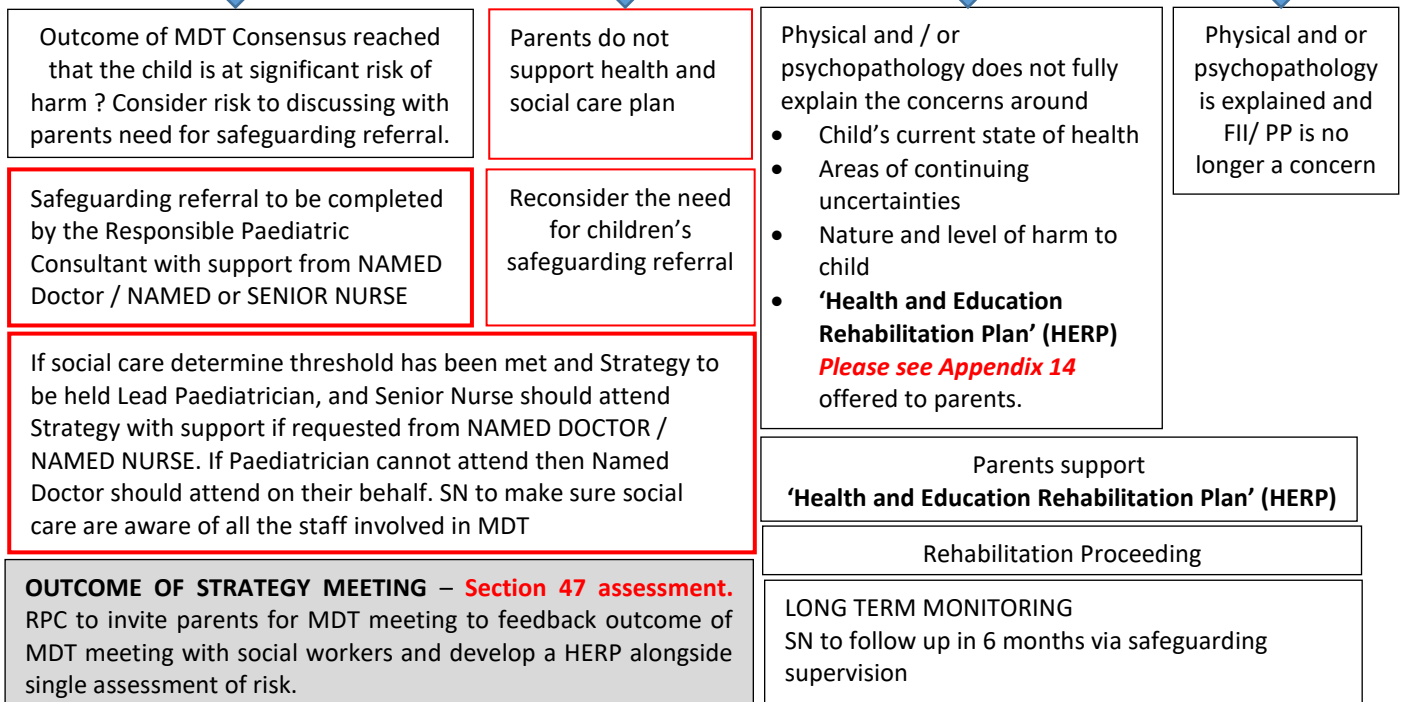 Outcome of MDT Consensus reached
that the child is at significant risk of
harm ? Consider risk to discussing with
parents need for safeguarding referral.
Safeguarding referral to be completed
by the Responsible Paediatric
Consultant with support from NAMED
Doctor / NAMED or SENIOR NURSE
Parents do not
support health and
social care plan
Reconsider the need
for children’s
safeguarding referral
If social care determine threshold has been met and Strategy to
be held Lead Paediatrician, and Senior Nurse should attend
Strategy with support if requested from NAMED DOCTOR /
NAMED NURSE. If Paediatrician cannot attend then Named
Doctor should attend on their behalf. SN to make sure social
care are aware of all the staff involved in MDT
OUTCOME OF STRATEGY MEETING – Section 47 assessment.
RPC to invite parents for MDT meeting to feedback outcome of
MDT meeting with social workers and develop a HERP alongside
single assessment of risk.
Physical and / or
psychopathology does not fully
explain the concerns around
• Child’s current state of health
• Areas of continuing
uncertainties
• Nature and level of harm to
child
• ‘Health and Education
Rehabilitation Plan’ (HERP)
Please see Appendix 14
offered to parents.
Physical and or
psychopathology
is explained and
FII/ PP is no
longer a concern
Parents support
‘Health and Education Rehabilitation Plan’ (HERP)
Rehabilitation Proceeding
LONG TERM MONITORING
SN to follow up in 6 months via safeguarding
supervision